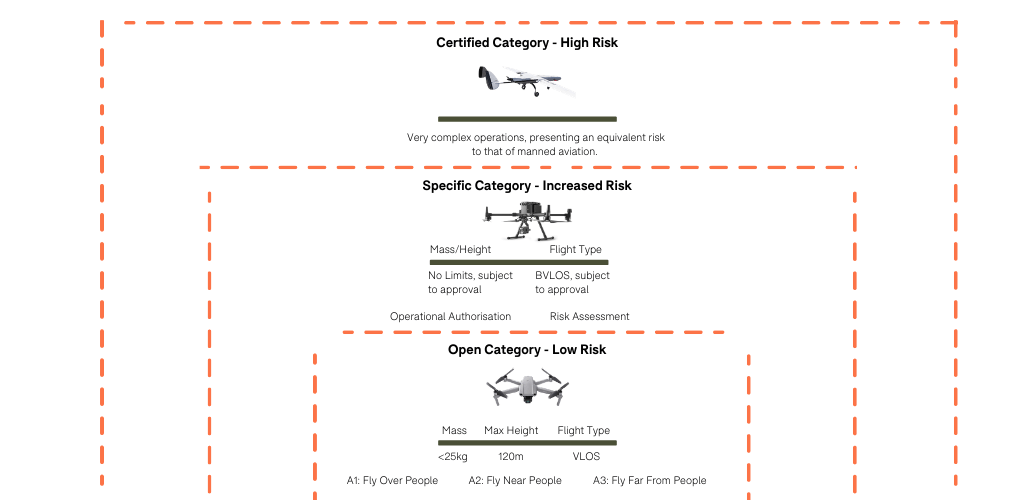 Certified Category - High Risk
Very complex operations, presenting an equivalent risk
to that of manned aviation.
Specific Category - Increased Risk
Mass/Height Flight Type
No Limits, subject BVLOS, subject
to approval to approval
Operational Authorisation Risk Assessment
Open Category - Low Risk
Mass Max Height Flight Type
<25kg 120m VLOS
A1: Fly Over People A2: Fly Near People A3: Fly Far From People